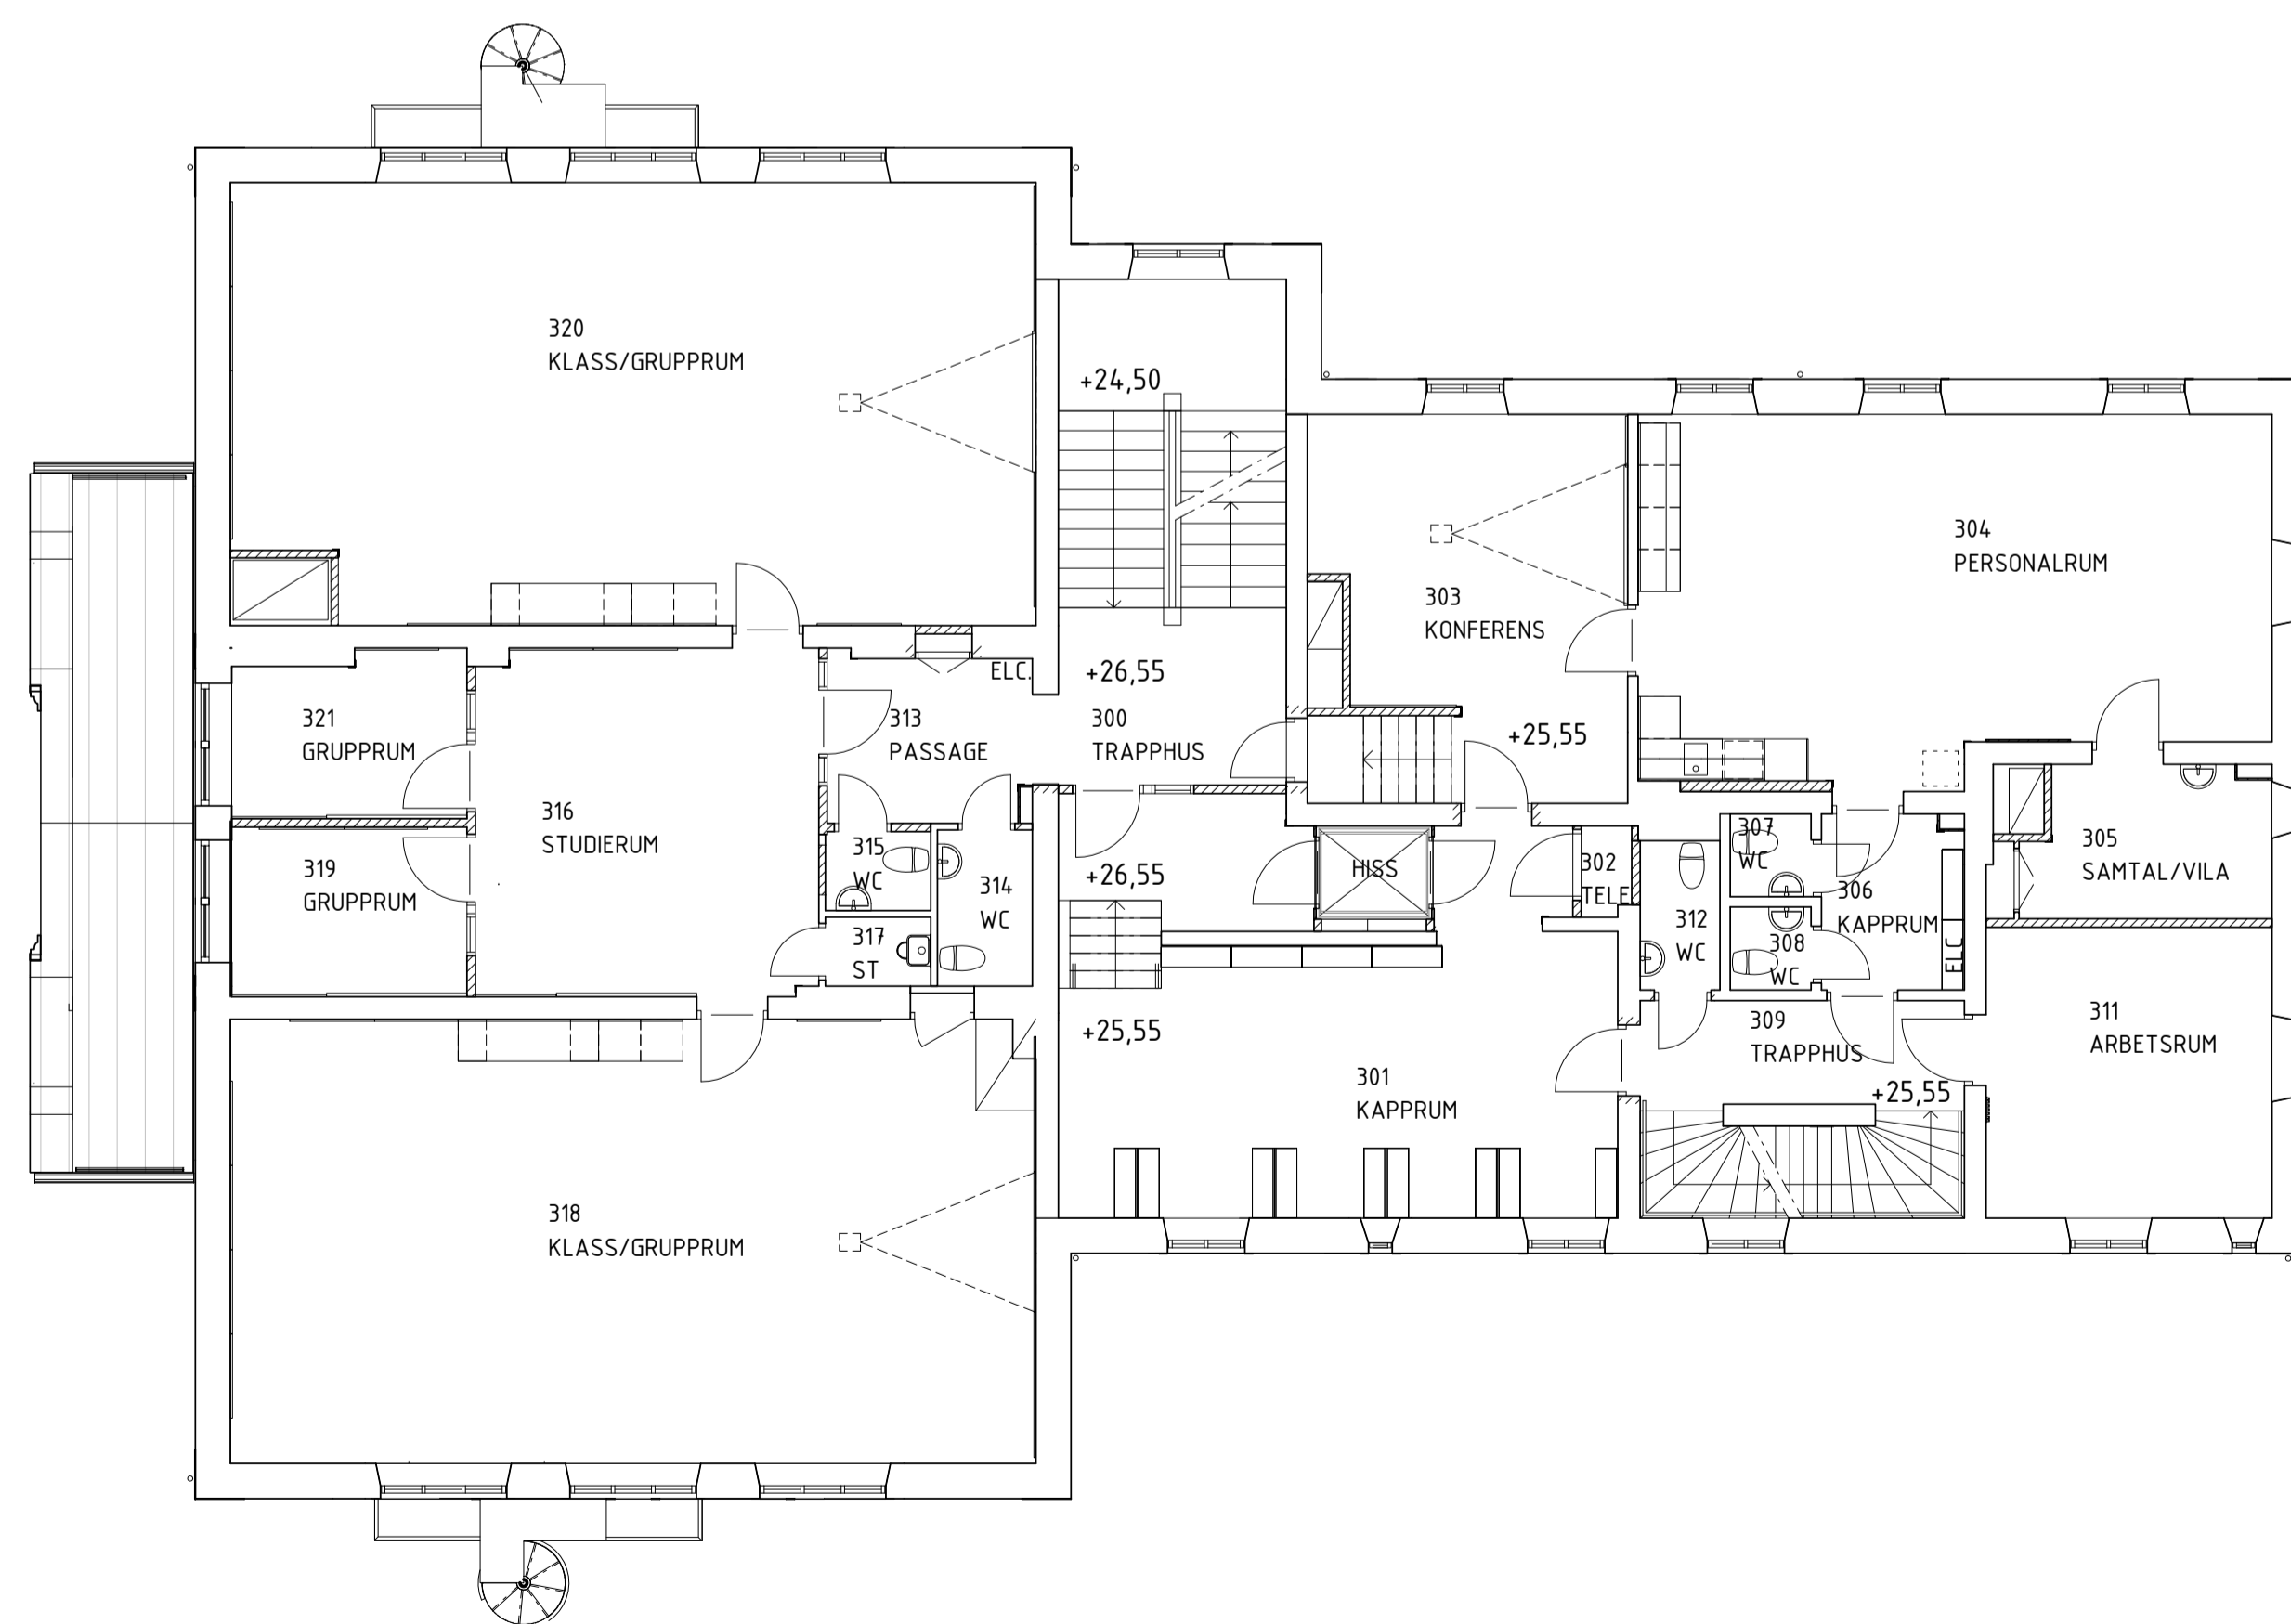 320
KLASS/GRUPPRUM
+24,50
304
PERSONALRUM
303
KONFERENS
ELC.
+26,55
321
GRUPPRUM
313
PASSAGE
300
TRAPPHUS
+25,55
316
STUDIERUM
307
WC
305
SAMTAL/VILA
315
WC
HISS
302
TELE
319
GRUPPRUM
314
WC
+26,55
306
KAPPRUM
312
WC
308
WC
ELC
317
ST
311
ARBETSRUM
+25,55
309
TRAPPHUS
301
KAPPRUM
+25,55
318
KLASS/GRUPPRUM